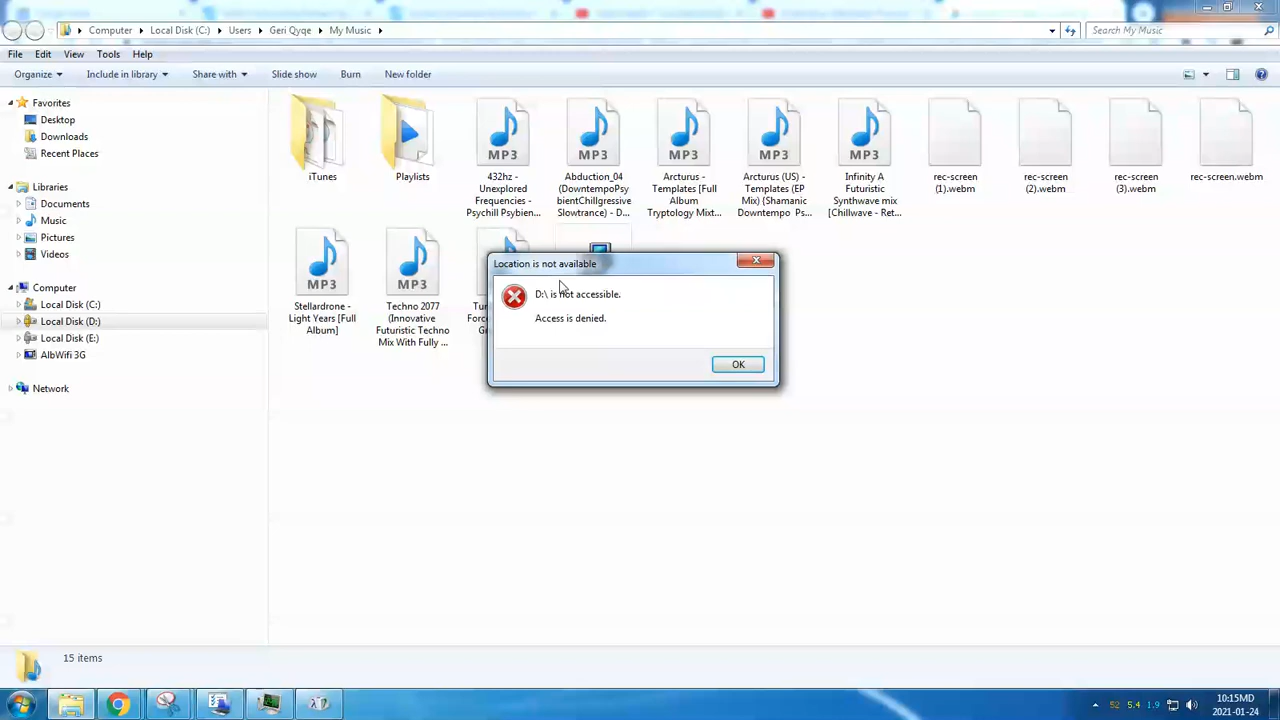 Computer Local Disk (C:) Users Geri Qyqe My Music
Search My Music
File Edit View Tools Help
Organize Include in library Share with Slide show Burn New folder
Favorites
Desktop
Downloads
Recent Places
Libraries
Documents
Music
Pictures
Videos
Computer
Local Disk (C:)
Local Disk (D:)
Local Disk (E:)
AlbWifi 3G
Network
iTunes
Playlists
MP3
432hz -
Unexplored
Frequencies -
Psychill Psybien...
MP3
Abduction_04
(DowntempoPsy
bientChillgressive
Slowtrance) - D...
MP3
Arcturus -
Templates [Full
Album
Tryptology Mixt...
MP3
Arcturus (US) -
Templates (EP
Mix) {Shamanic
Downtempo Ps...
MP3
Infinity A
Futuristic
Synthwave mix
[Chillwave - Ret...
rec-screen
(1).webm
rec-screen
(2).webm
rec-screen
(3).webm
rec-screen.webm
MP3
Stellardrone -
Light Years [Full
Album]
MP3
Techno 2077
(Innovative
Futuristic Techno
Mix With Fully ...
Location is not available
D:\ is not accessible.
Access is denied.
OK
15 items
52 5.4 1.9
10:15MD
2021-01-24